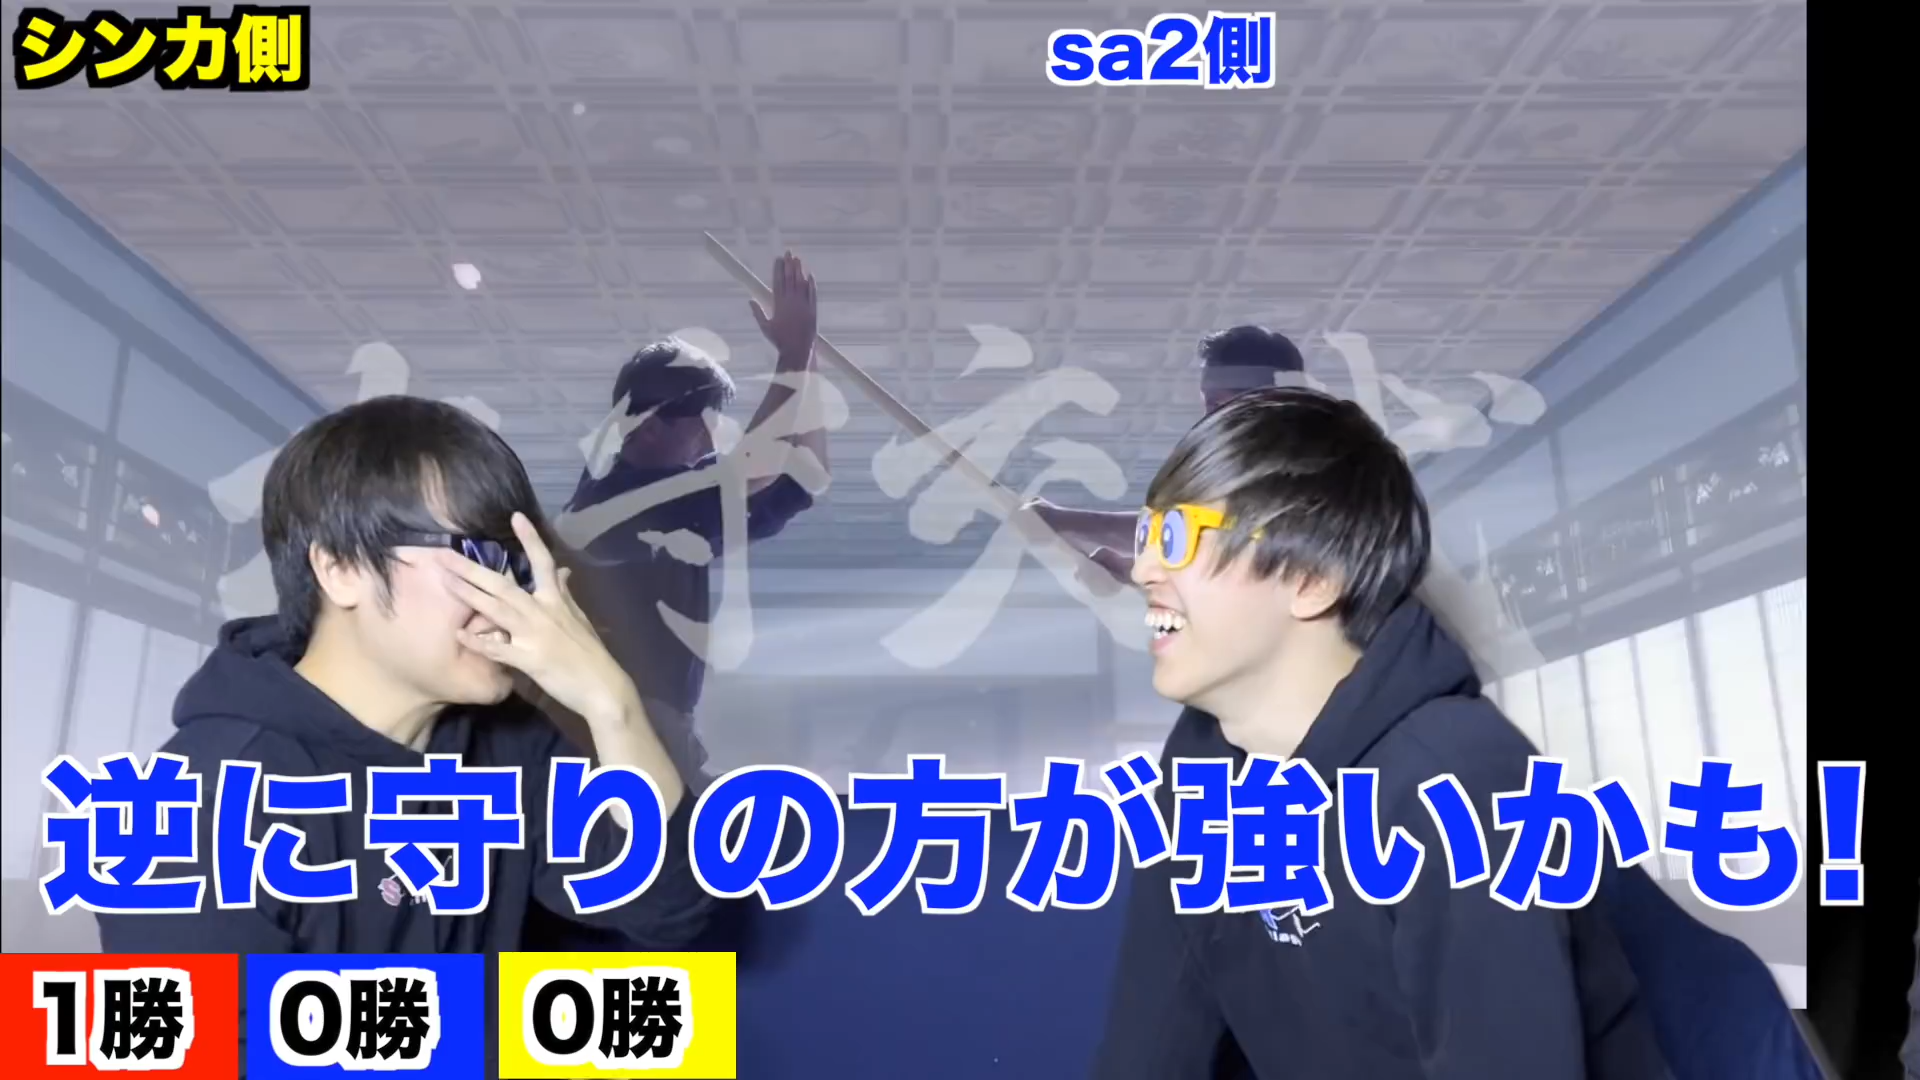 シンカ側
sa2側
逆に守りの方が強いかも!
1勝
0勝
0勝